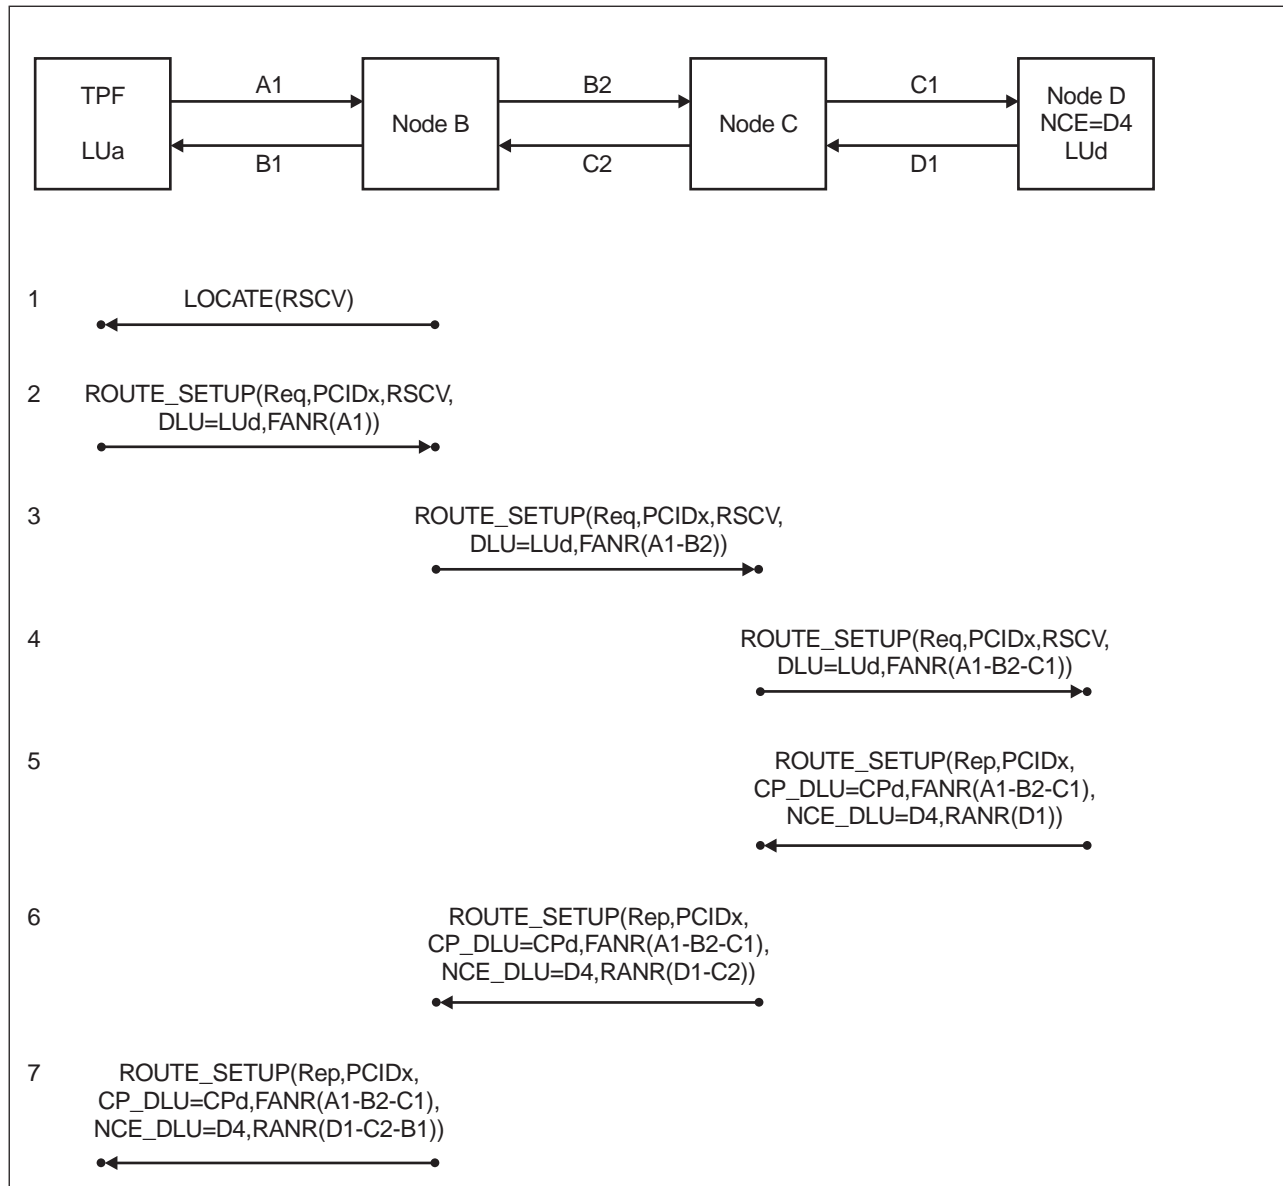 TPF
LUa
A1
B1
Node B
B2
C2
Node C
C1
D1
Node D
NCE=D4
LUd
1
LOCATE(RSCV)
2
ROUTE_SETUP(Req,PCIDx,RSCV,
DLU=LUd,FANR(A1))
3
ROUTE_SETUP(Req,PCIDx,RSCV,
DLU=LUd,FANR(A1-B2))
4
ROUTE_SETUP(Req,PCIDx,RSCV,
DLU=LUd,FANR(A1-B2-C1))
5
ROUTE_SETUP(Rep,PCIDx,
CP_DLU=CPd,FANR(A1-B2-C1),
NCE_DLU=D4,RANR(D1))
6
ROUTE_SETUP(Rep,PCIDx,
CP_DLU=CPd,FANR(A1-B2-C1),
NCE_DLU=D4,RANR(D1-C2))
7
ROUTE_SETUP(Rep,PCIDx,
CP_DLU=CPd,FANR(A1-B2-C1),
NCE_DLU=D4,RANR(D1-C2-B1))